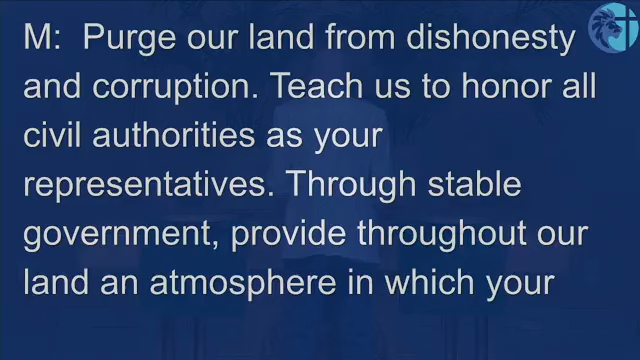 M:  Purge our land from dishonesty
and corruption. Teach us to honor all
civil authorities as your
representatives. Through stable
government, provide throughout our
land an atmosphere in which your